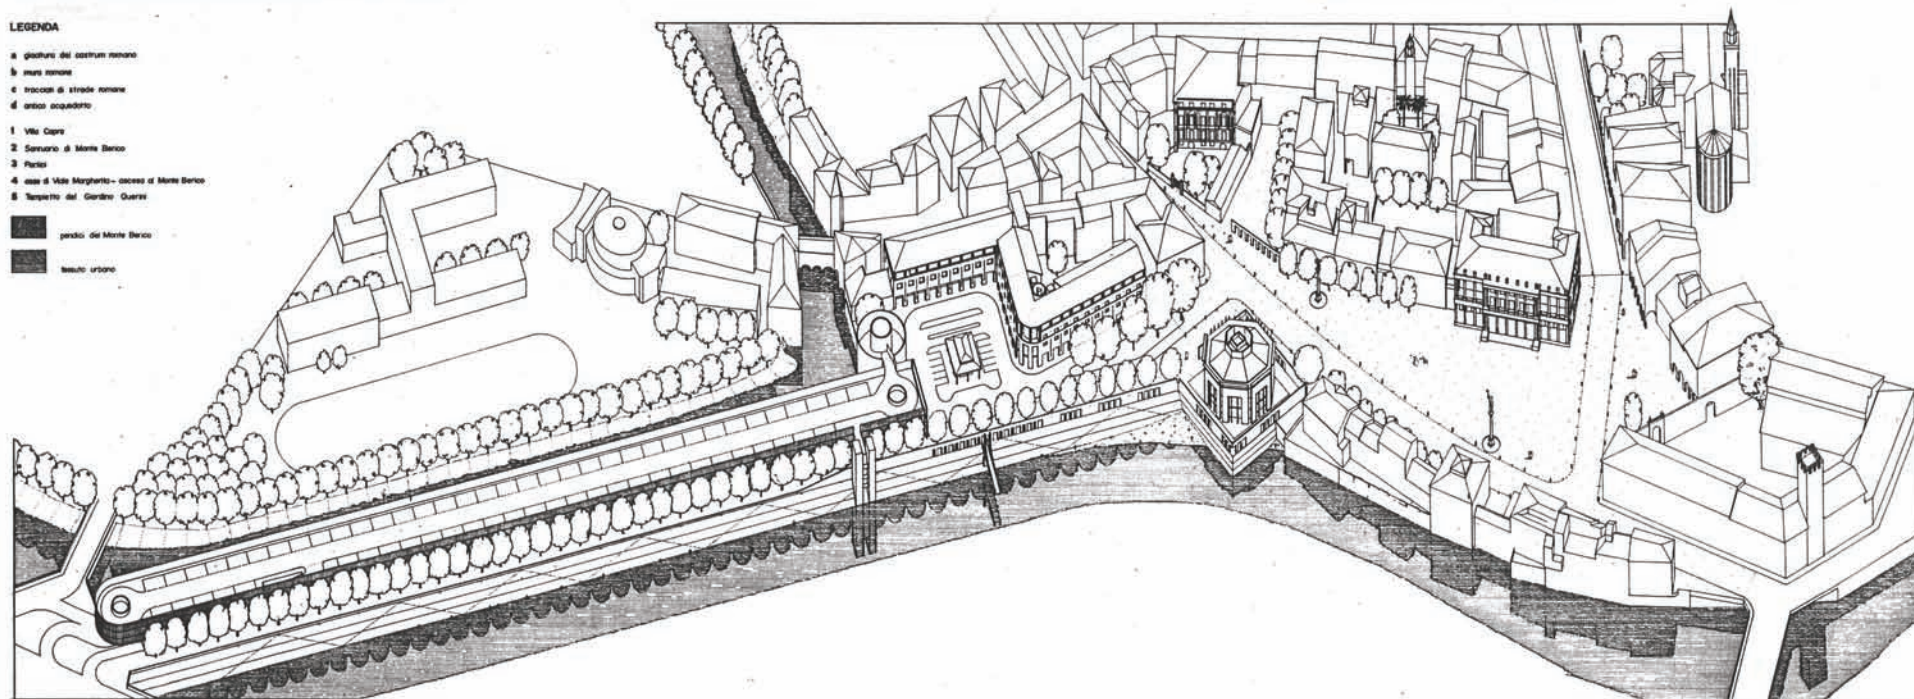 LEGENDA
a giacitura del castrum romano
b mura romane
c tracciati di strade romane
d antico acquedotto
1 Villa Capra
2 Santuario di Monte Berico
3 Portici
4 asse di Viale Margherita - ascesa al Monte Berico
5 Tempietto del Giardino Querini
pendici del Monte Berico
tessuto urbano